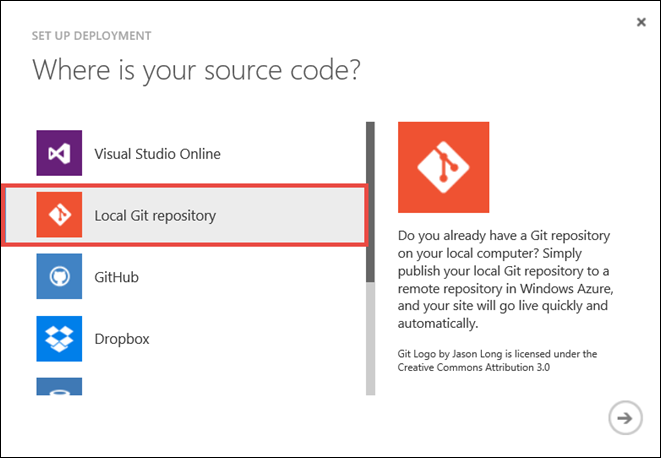 SET UP DEPLOYMENT
Where is your source code?
Visual Studio Online
Local Git repository
GitHub
Dropbox
Do you already have a Git repository
on your local computer? Simply
publish your local Git repository to a
remote repository in Windows Azure,
and your site will go live quickly and
automatically.
Git Logo by Jason Long is licensed under the
Creative Commons Attribution 3.0